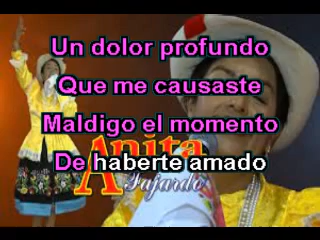 Un dolor profundo
Que me causaste
Maldigo el momento
De haberte amado
Anita
Fajardo